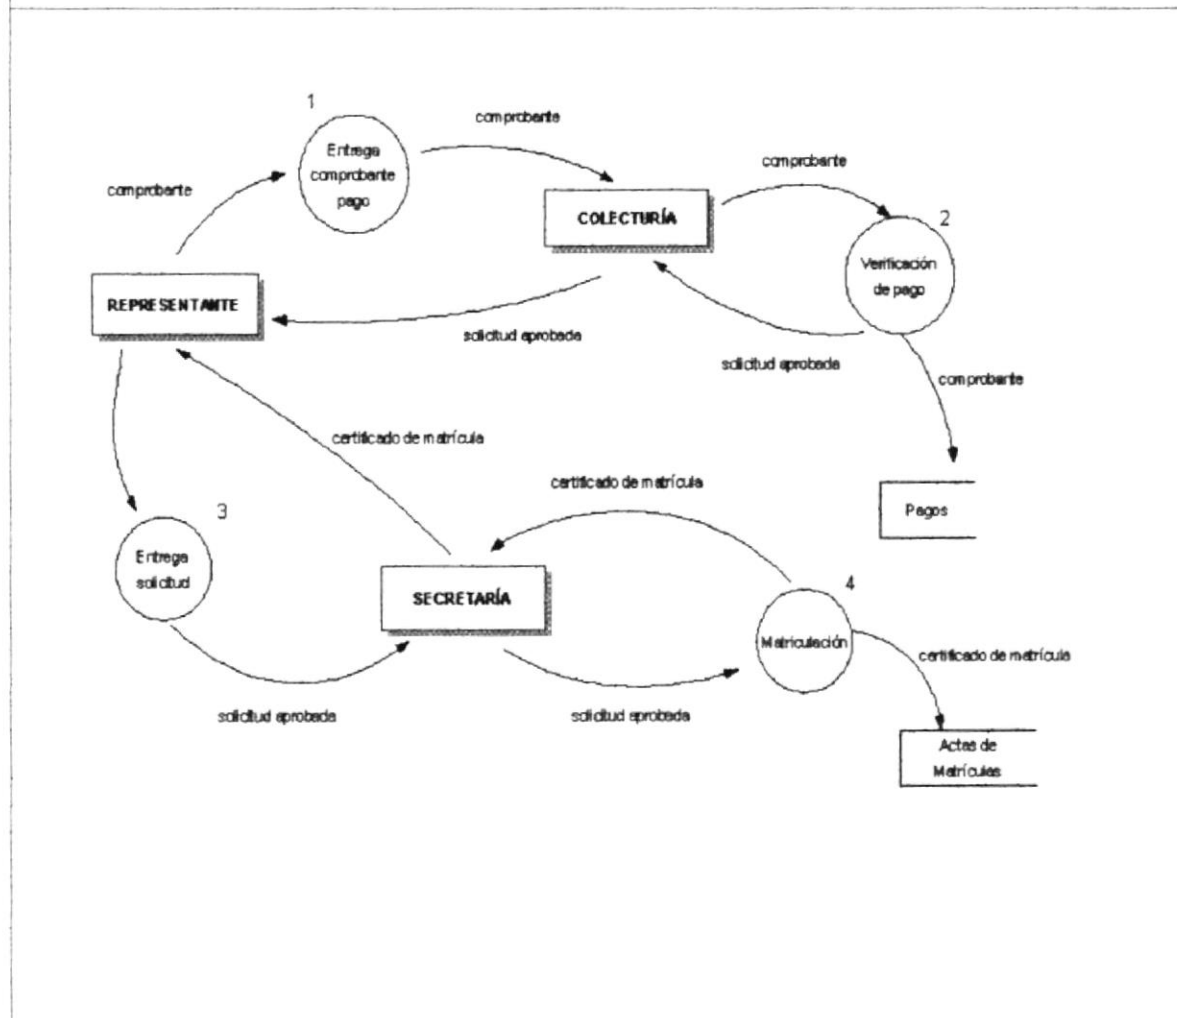 1
comprobante
Entrega
comprobante
pago
comprobante
comprobante
COLECTURÍA
2
Verificación
de pago
REPRESENTANTE
solicitud aprobada
solicitud aprobada
comprobante
certificado de matrícula
certificado de matrícula
Pagos
3
Entrega
solicitud
SECRETARÍA
4
Matriculación
certificado de matrícula
solicitud aprobada
solicitud aprobada
Actas de
Matrículas